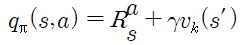 q_π(s,a) = R_s^a + γv_k(s′)